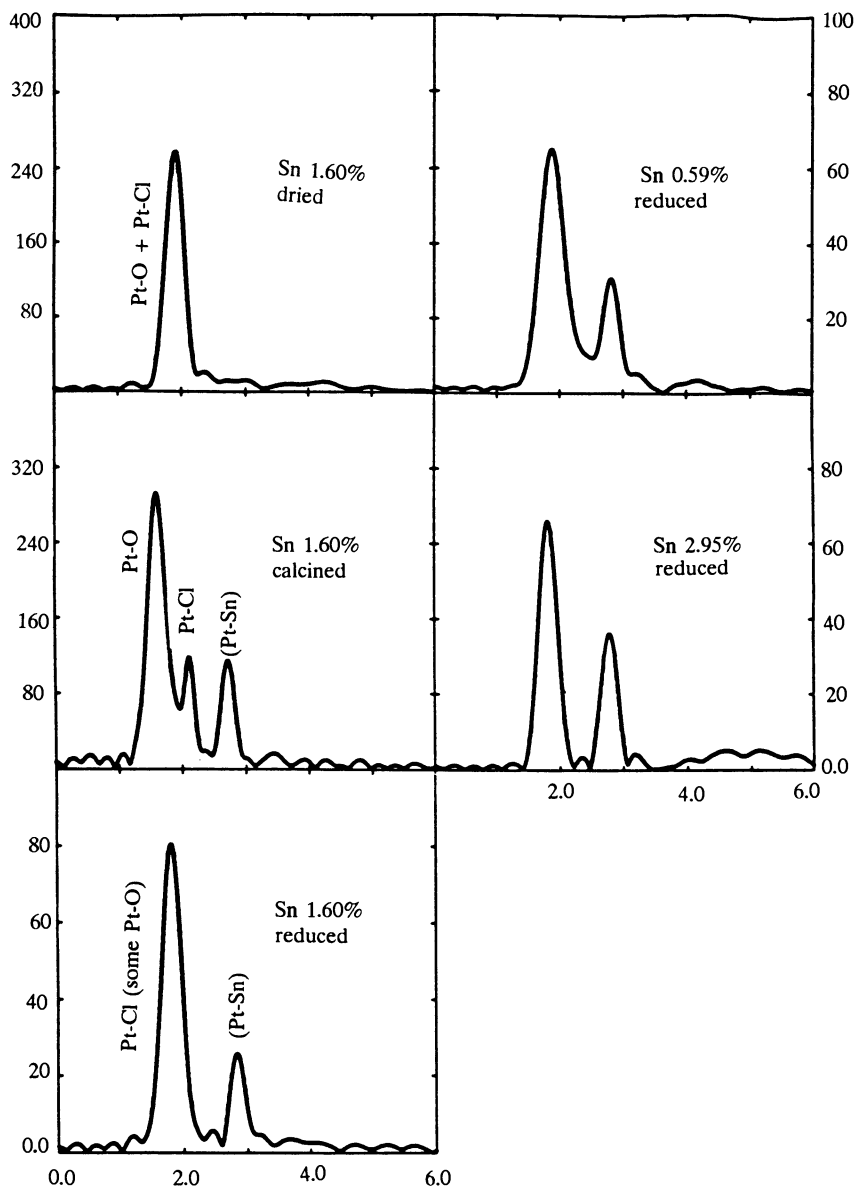 400
320
240
160
80
Pt-O + Pt-Cl
Sn 1.60%
dried
100
80
60
40
20
Sn 0.59%
reduced
320
240
160
80
Pt-O
Pt-Cl
(Pt-Sn)
Sn 1.60%
calcined
80
60
40
20
0.0
Sn 2.95%
reduced
2.0 4.0 6.0
80
60
40
20
0.0
Pt-Cl (some Pt-O)
(Pt-Sn)
Sn 1.60%
reduced
0.0 2.0 4.0 6.0